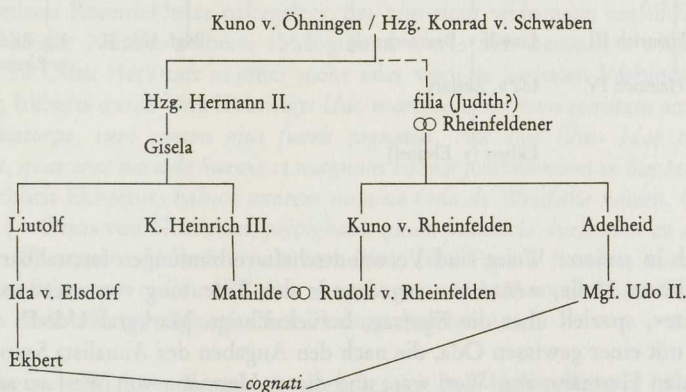 Kuno v. Öhningen / Hzg. Konrad v. Schwaben
Hzg. Hermann II. filia (Judith?)
⚭ Rheinfeldener
Gisela
Liutolf K. Heinrich III. Kuno v. Rheinfelden Adelheid
Ida v. Elsdorf Mathilde ⚭ Rudolf v. Rheinfelden Mgf. Udo II.
Ekbert
cognati